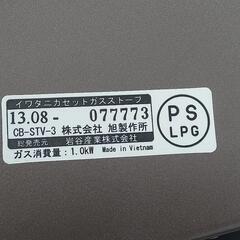 イワタニカセットガスストーブ
13.08 - 077773
CB-STV-3 株式会社 旭製作所
総発売元 岩谷産業株式会社
ガス消費量：1.0kW Made in Vietnam
PS
LPG